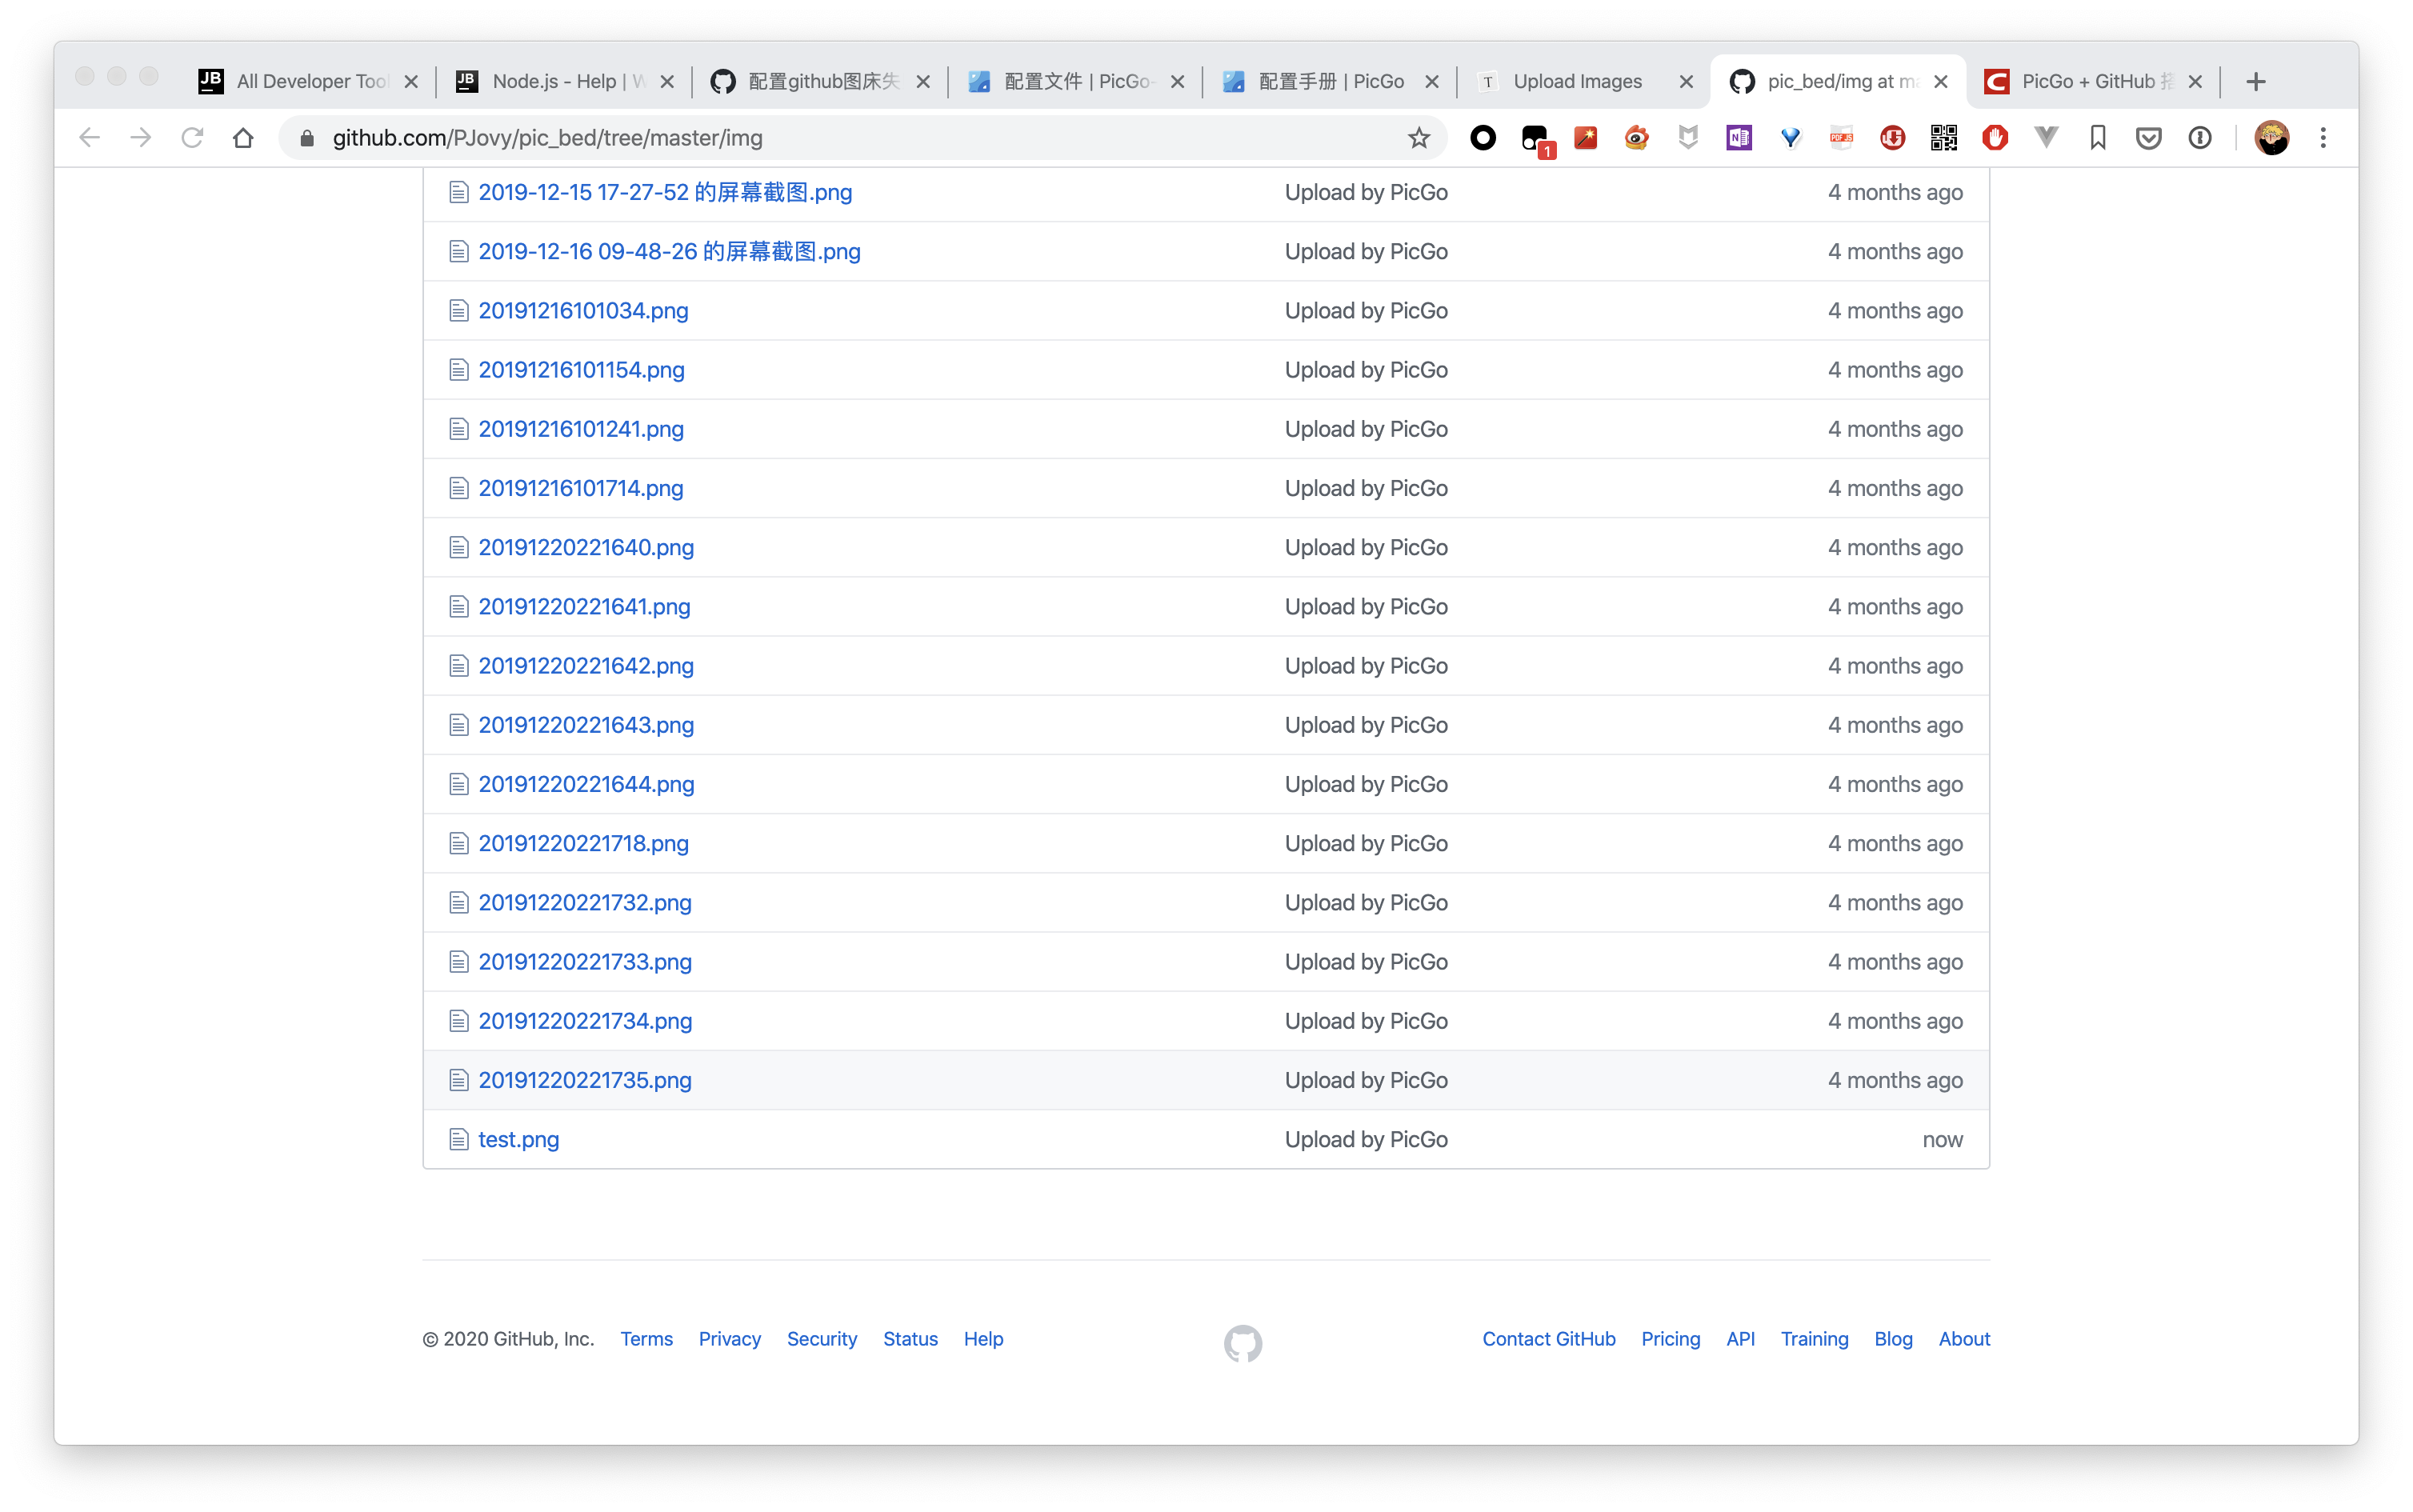 JB All Developer Too
JB Node.js - Help | W
配置github图床失
配置文件 | PicGo-
配置手册 | PicGo
T Upload Images
pic_bed/img at ma
PicGo + GitHub 搭
github.com/PJovy/pic_bed/tree/master/img
1
N
PDF JS
2019-12-15 17-27-52 的屏幕截图.png Upload by PicGo 4 months ago
2019-12-16 09-48-26 的屏幕截图.png Upload by PicGo 4 months ago
20191216101034.png Upload by PicGo 4 months ago
20191216101154.png Upload by PicGo 4 months ago
20191216101241.png Upload by PicGo 4 months ago
20191216101714.png Upload by PicGo 4 months ago
20191220221640.png Upload by PicGo 4 months ago
20191220221641.png Upload by PicGo 4 months ago
20191220221642.png Upload by PicGo 4 months ago
20191220221643.png Upload by PicGo 4 months ago
20191220221644.png Upload by PicGo 4 months ago
20191220221718.png Upload by PicGo 4 months ago
20191220221732.png Upload by PicGo 4 months ago
20191220221733.png Upload by PicGo 4 months ago
20191220221734.png Upload by PicGo 4 months ago
20191220221735.png Upload by PicGo 4 months ago
test.png Upload by PicGo now
© 2020 GitHub, Inc. Terms Privacy Security Status Help Contact GitHub Pricing API Training Blog About